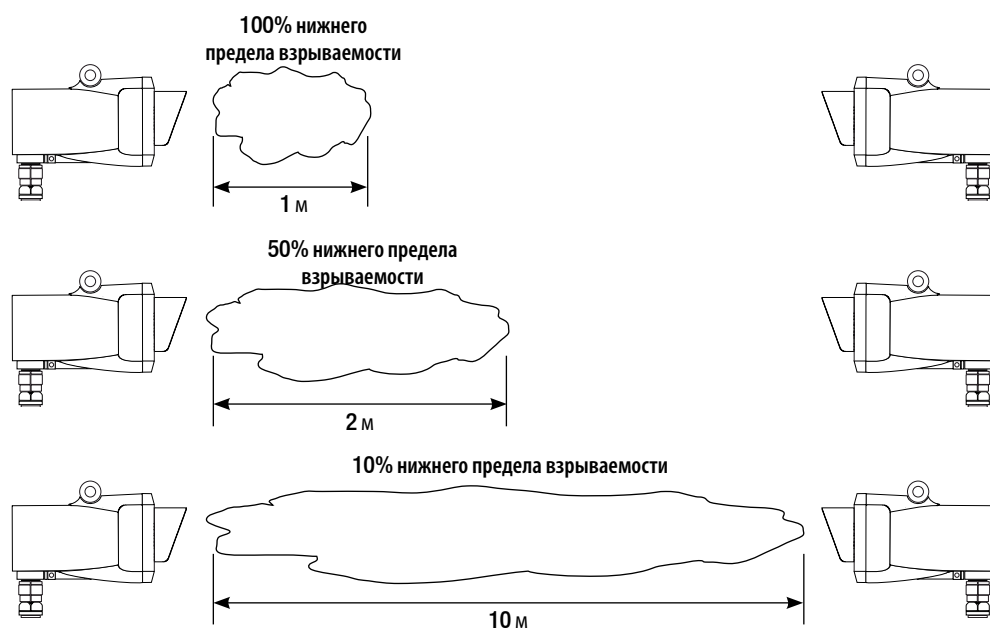 100% нижнего
предела взрываемости
1 м
50% нижнего предела
взрываемости
2 м
10% нижнего предела взрываемости
10 м